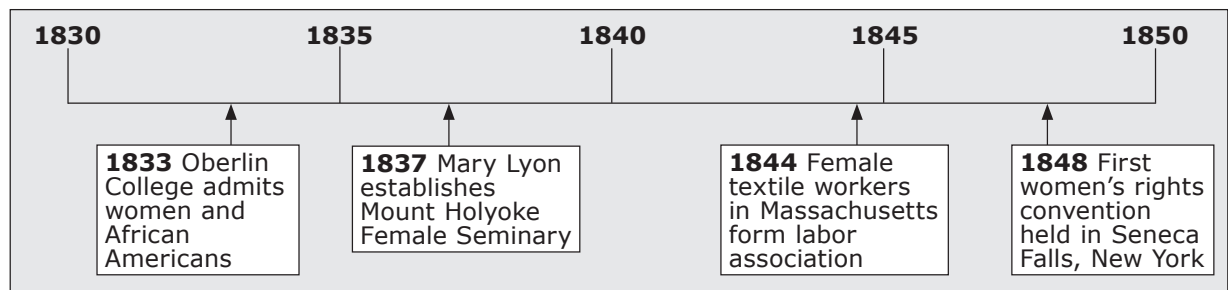 1830 1835 1840 1845 1850
1833 Oberlin
College admits
women and
African
Americans
1837 Mary Lyon
establishes
Mount Holyoke
Female Seminary
1844 Female
textile workers
in Massachusetts
form labor
association
1848 First
women’s rights
convention
held in Seneca
Falls, New York